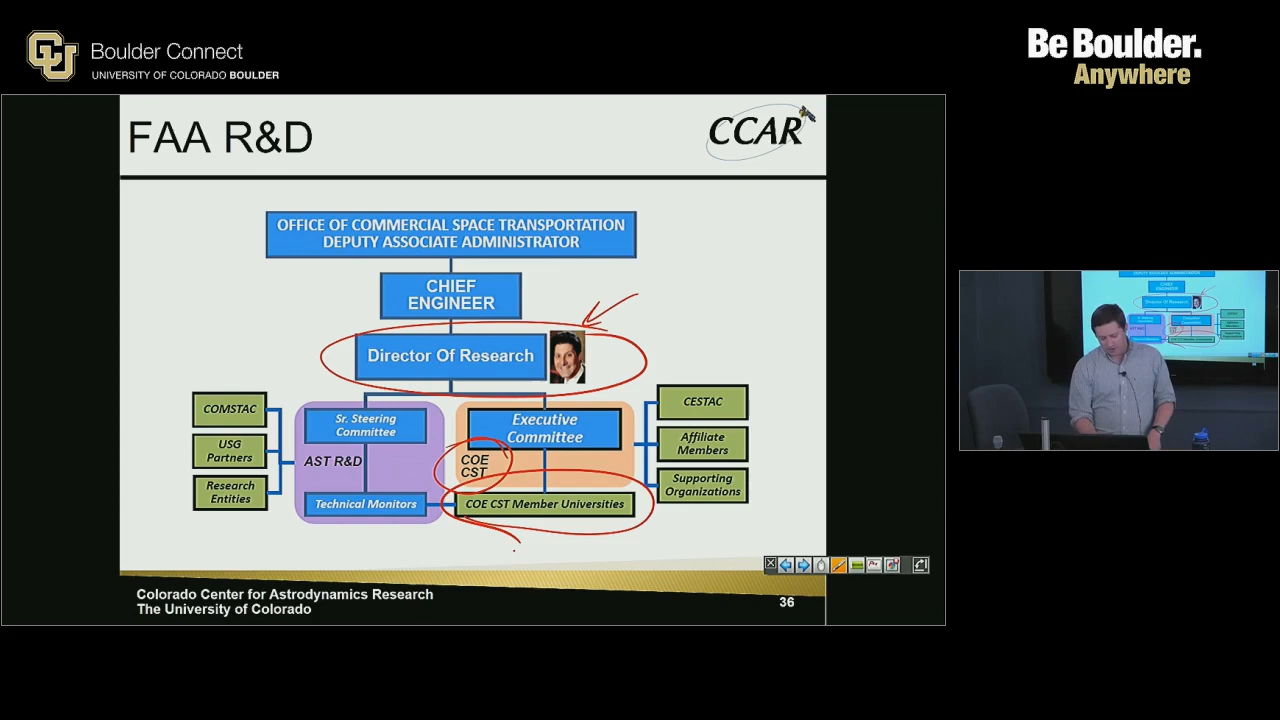 Boulder Connect
UNIVERSITY OF COLORADO BOULDER
Be Boulder.
Anywhere
FAA R&D
CCAR
OFFICE OF COMMERCIAL SPACE TRANSPORTATION
DEPUTY ASSOCIATE ADMINISTRATOR
CHIEF
ENGINEER
Director Of Research
COMSTAC
USG
Partners
Research
Entities
Sr. Steering
Committee
AST R&D
Technical Monitors
Executive
Committee
COE
CST
COE CST Member Universities
CESTAC
Affiliate
Members
Supporting
Organizations
Colorado Center for Astrodynamics Research
The University of Colorado
36
Director Of Research